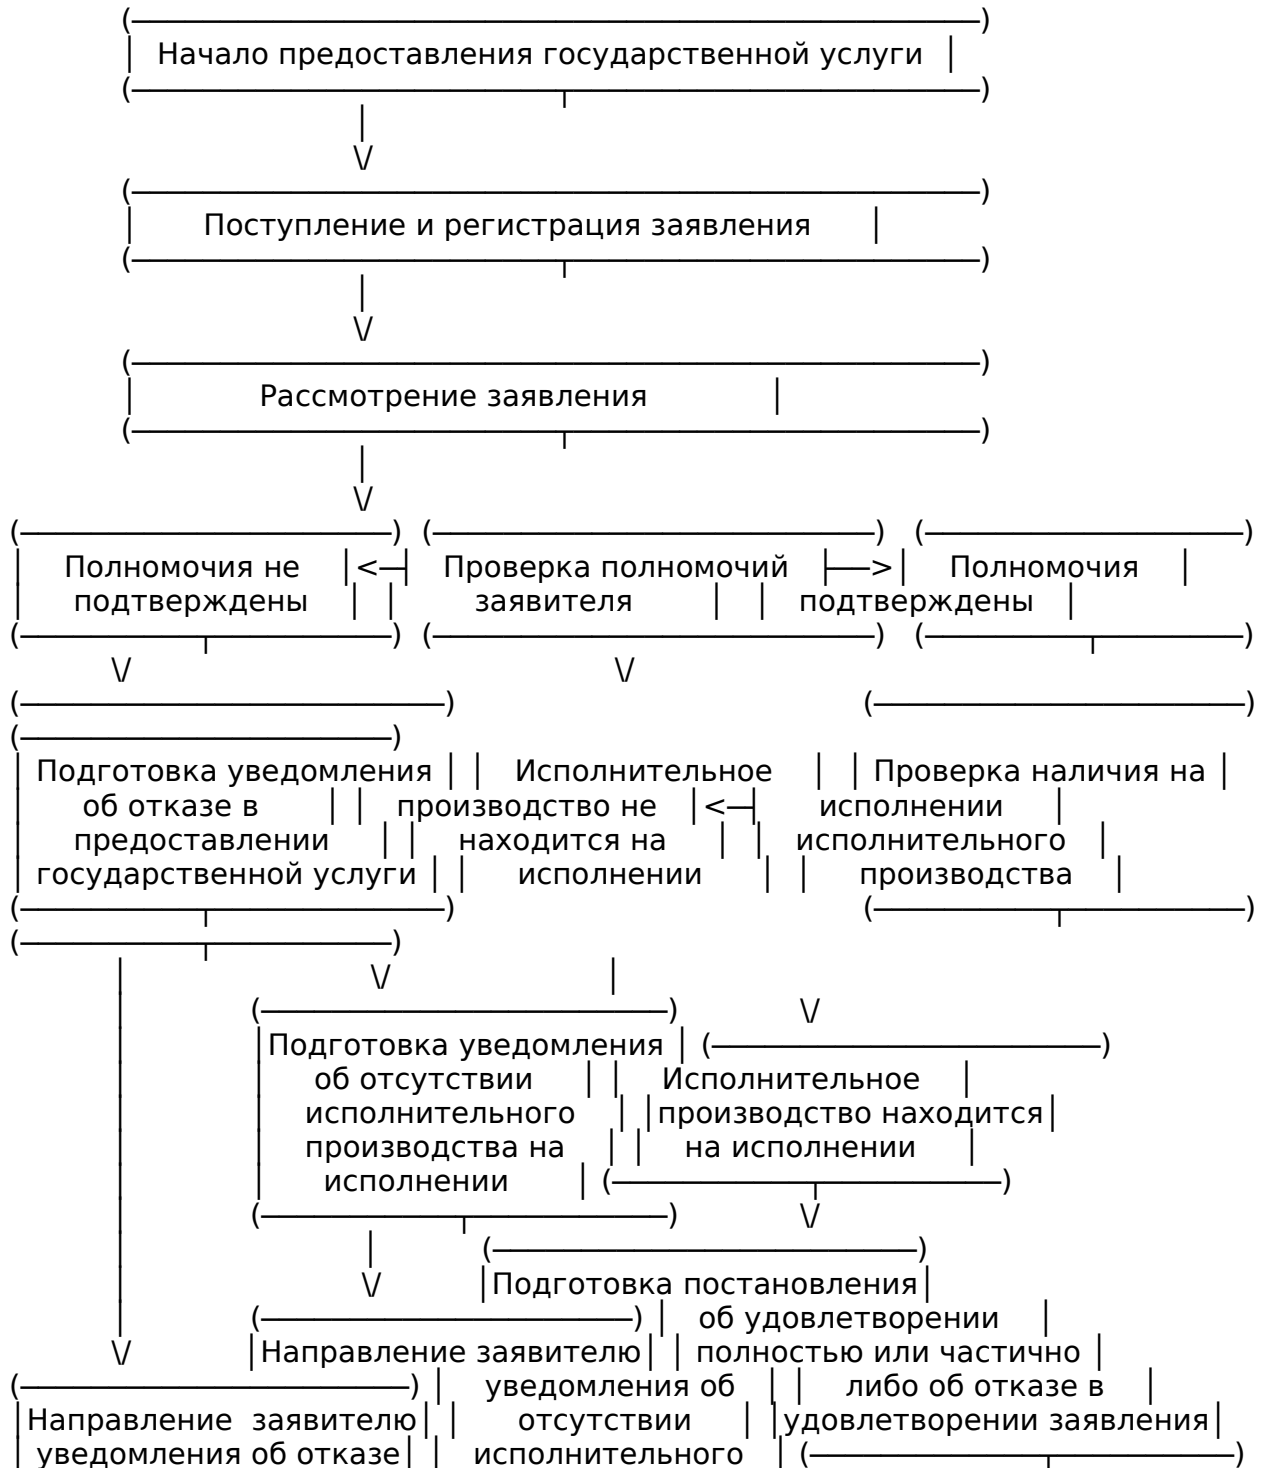 Начало предоставления государственной услуги
Поступление и регистрация заявления
Рассмотрение заявления
Полномочия не Проверка полномочий Полномочия
подтверждены заявителя подтверждены
Подготовка уведомления Исполнительное Проверка наличия на
об отказе в производство не исполнении
предоставлении находится на исполнительного
государственной услуги исполнении производства
Подготовка уведомления
об отсутствии Исполнительное
исполнительного производство находится
производства на на исполнении
исполнении
Подготовка постановления
об удовлетворении
Направление заявителю полностью или частично
уведомления об либо об отказе в
Направление заявителю отсутствии удовлетворении заявления
уведомления об отказе исполнительного